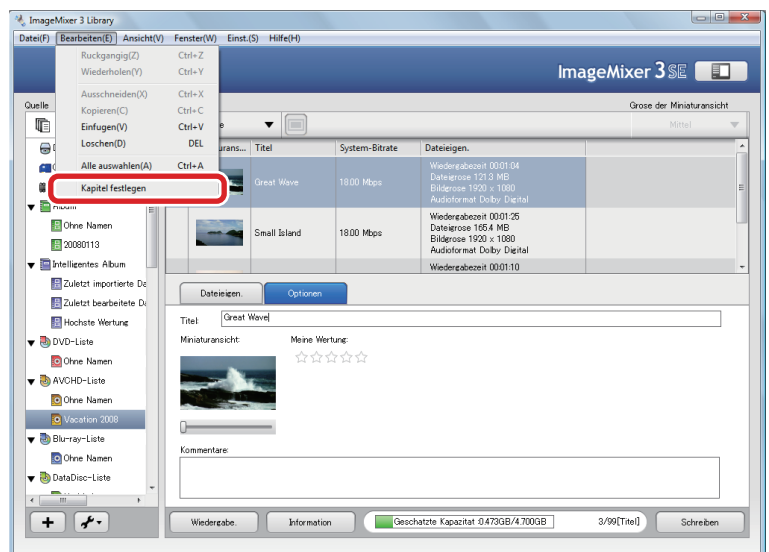 ImageMixer 3 Library
Datei(F) Bearbeiten(E) Ansicht(V) Fenster(W) Einst.(S) Hilfe(H)
Ruckgangig(Z) Ctrl+Z
Wiederholen(Y) Ctrl+Y
Ausschneiden(X) Ctrl+X
Kopieren(C) Ctrl+C
Einfugen(V) Ctrl+V
Loschen(D) DEL
Alle auswahlen(A) Ctrl+A
Kapitel festlegen
ImageMixer 3 SE
Quelle
Grose der Miniaturansicht
Mittel
Titel System-Bitrate Dateieigen.
Great Wave 18.00 Mbps
Wiedergabezeit 00:01:04
Dateigrose 121.3 MB
Bildgrose 1920 x 1080
Audioformat Dolby Digital
Small Island 18.00 Mbps
Wiedergabezeit 00:01:25
Dateigrose 165.4 MB
Bildgrose 1920 x 1080
Audioformat Dolby Digital
Wiedergabezeit 00:01:10
Album
Ohne Namen
20080113
Intelligentes Album
Zuletzt importierte Da
Zuletzt bearbeitete Da
Hochste Wertung
DVD-Liste
Ohne Namen
AVCHD-Liste
Ohne Namen
Vacation 2008
Blu-ray-Liste
Ohne Namen
DataDisc-Liste
Dateieigen. Optionen
Titel: Great Wave
Miniaturansicht: Meine Wertung:
Kommentare:
Wiedergabe. Information Geschatzte Kapazitat :0.473GB/4.700GB 3/99[Titel] Schreiben